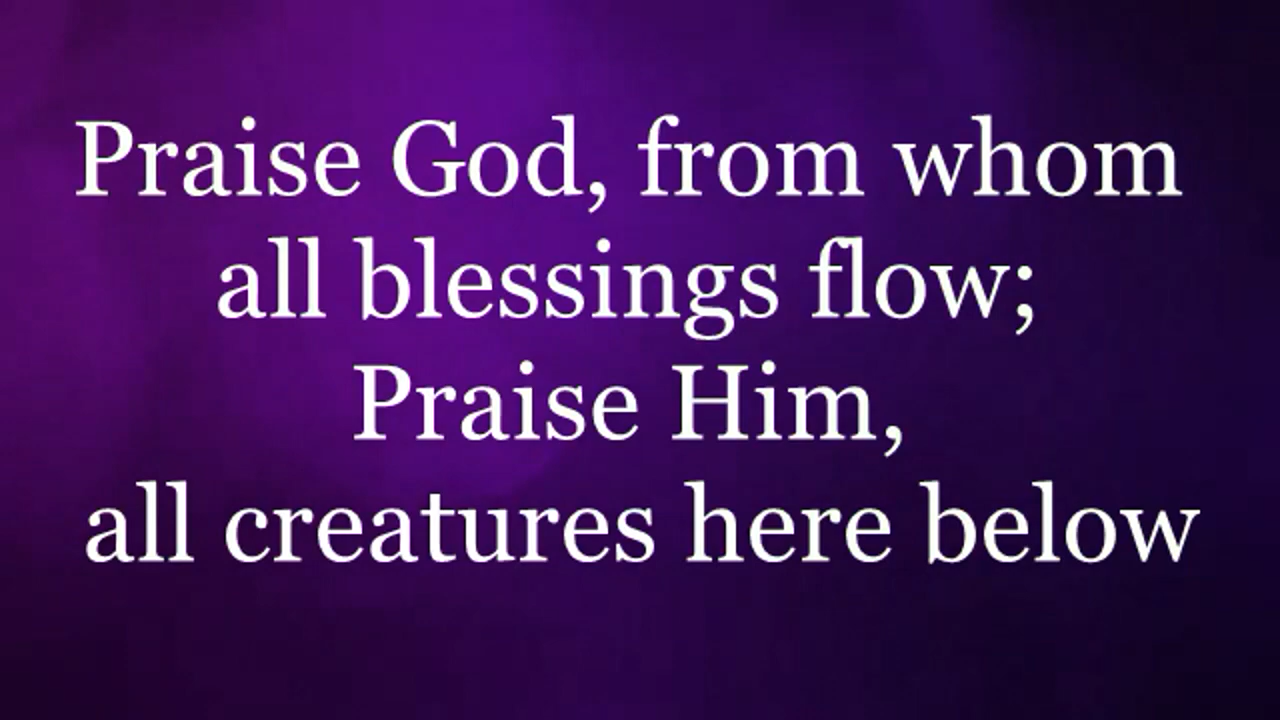 Praise God, from whom
all blessings flow;
Praise Him,
all creatures here below